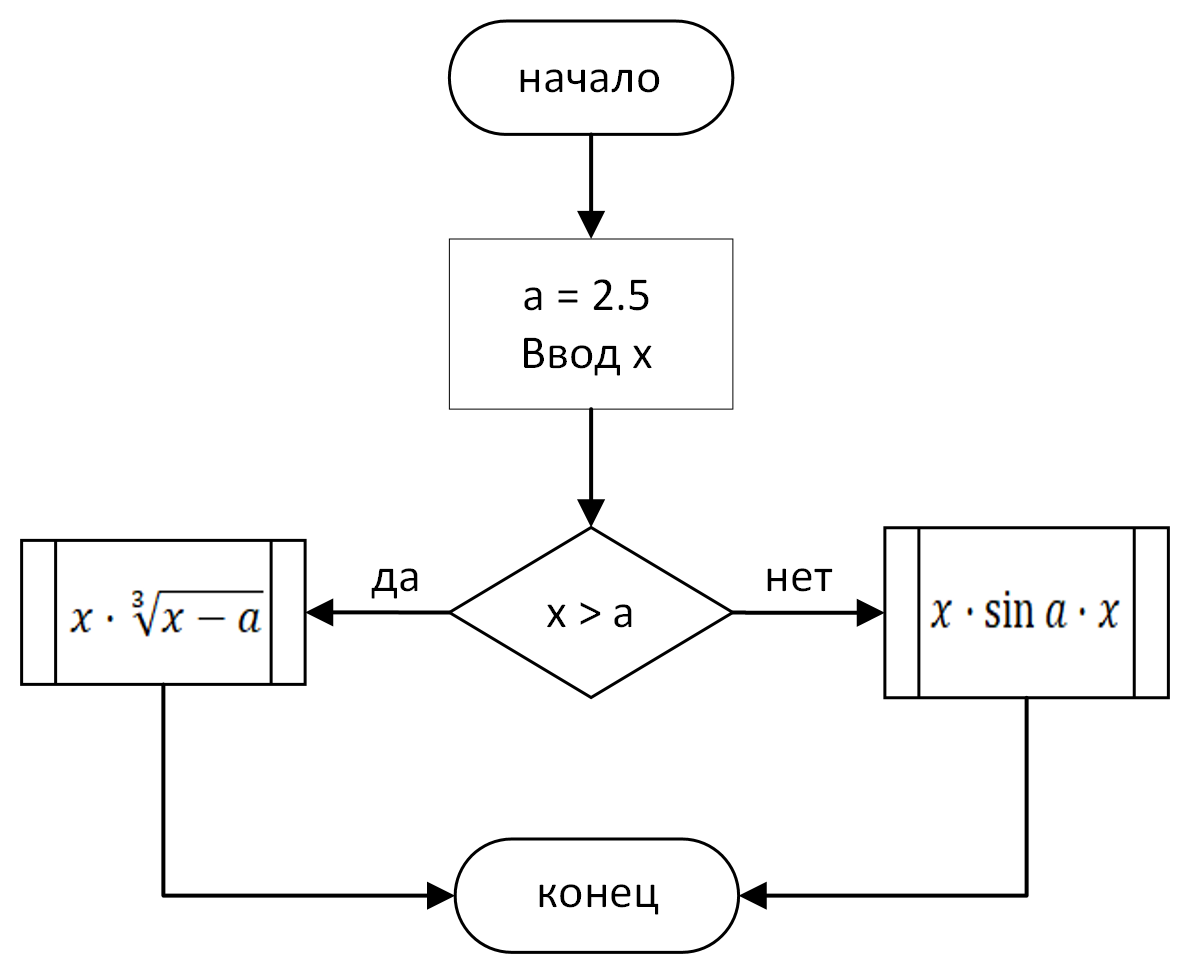 начало
a = 2.5
Ввод x
да
x > a
нет
x · ∛(x − a)
x · sin a · x
конец